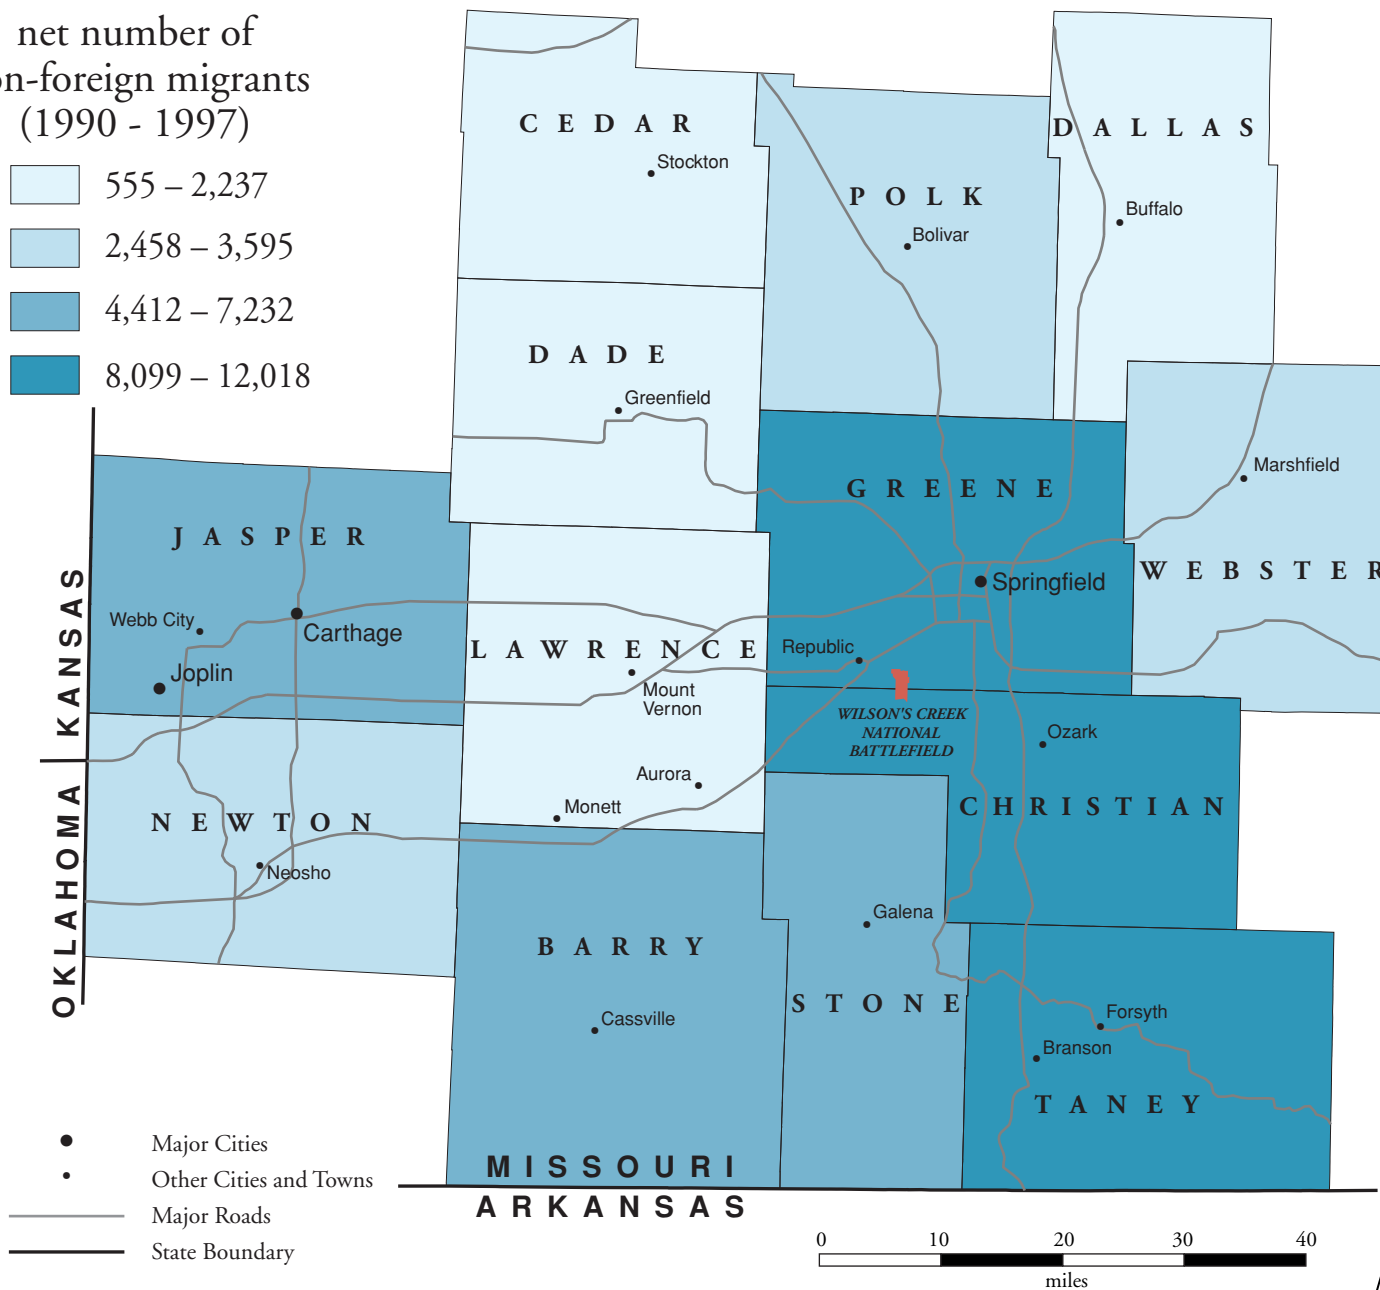 net number of
on-foreign migrants
(1990 - 1997)
555 – 2,237
2,458 – 3,595
4,412 – 7,232
8,099 – 12,018
CEDAR
Stockton
DALLAS
Buffalo
POLK
Bolivar
DADE
Greenfield
GREENE
Springfield
Republic
Marshfield
WEBSTER
JASPER
Webb City
Carthage
Joplin
LAWRENCE
Mount
Vernon
Aurora
Monett
WILSON'S CREEK
NATIONAL
BATTLEFIELD
Ozark
CHRISTIAN
KANSAS
OKLAHOMA
NEWTON
Neosho
BARRY
Cassville
Galena
STONE
Forsyth
Branson
TANEY
MISSOURI
ARKANSAS
Major Cities
Other Cities and Towns
Major Roads
State Boundary
0 10 20 30 40
miles